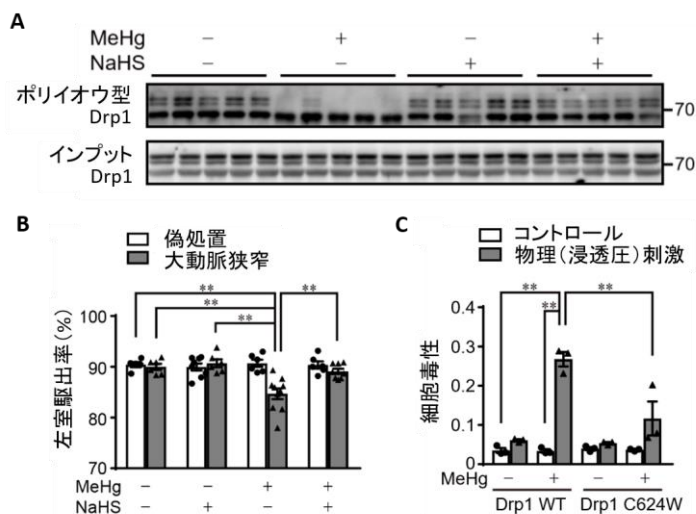 A
MeHg － ＋ － ＋
NaHS － － ＋ ＋
ポリイオウ型
Drp1
70
インプット
Drp1
70
B
偽処置
大動脈狭窄
** ** ** **
左室駆出率(%)
100
90
80
70
MeHg － － ＋ ＋
NaHS － ＋ － ＋
C
コントロール
物理(浸透圧)刺激
** ** **
細胞毒性
0.4
0.3
0.2
0.1
0
MeHg － ＋ － ＋
Drp1 WT Drp1 C624W